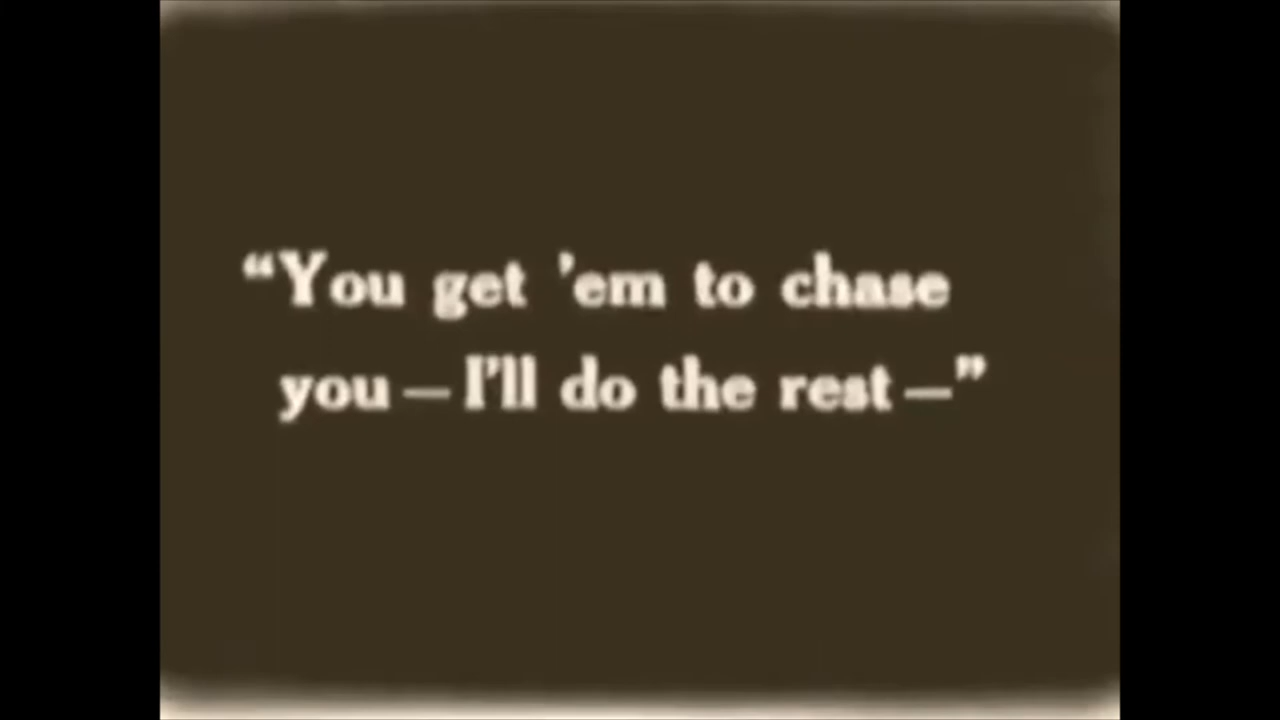 “You get ’em to chase
you — I’ll do the rest —”